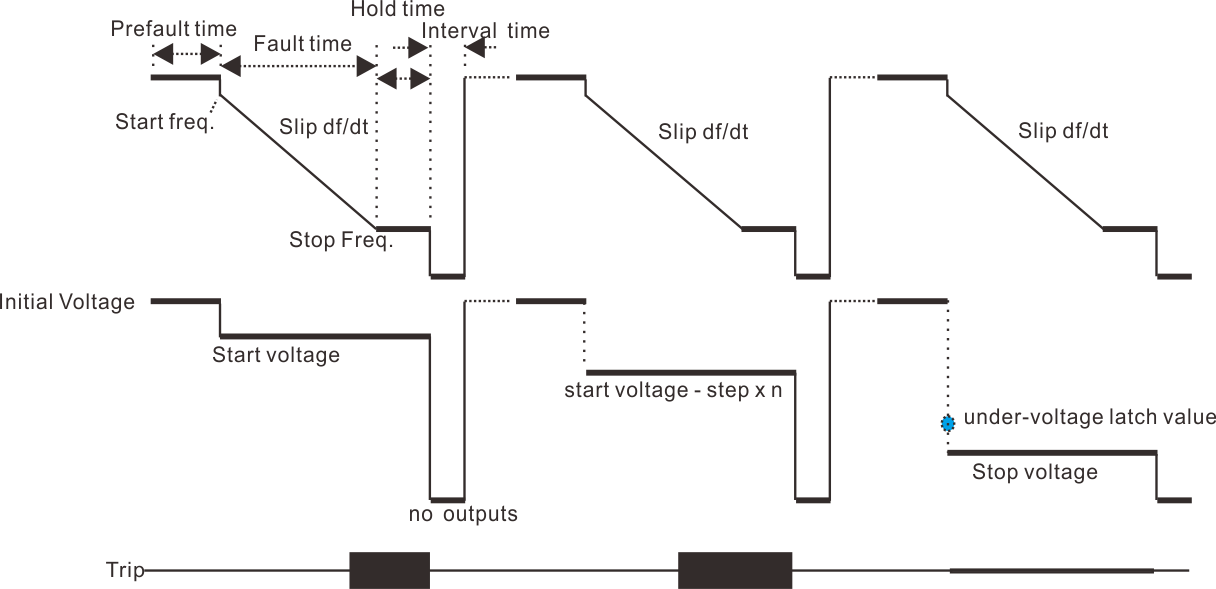 Hold time
Prefault time
Interval time
Fault time
Start freq.
Slip df/dt
Slip df/dt
Slip df/dt
Stop Freq.
Initial Voltage
Start voltage
start voltage - step x n
under-voltage latch value
Stop voltage
no outputs
Trip